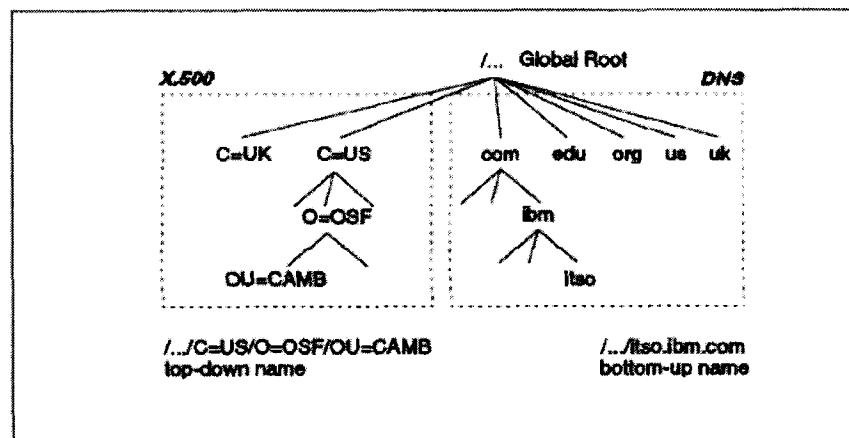 /... Global Root
X.500 DNS
C=UK C=US com edu org us uk
O=OSF ibm
OU=CAMB itso
/.../C=US/O=OSF/OU=CAMB /.../itso.ibm.com
top-down name bottom-up name